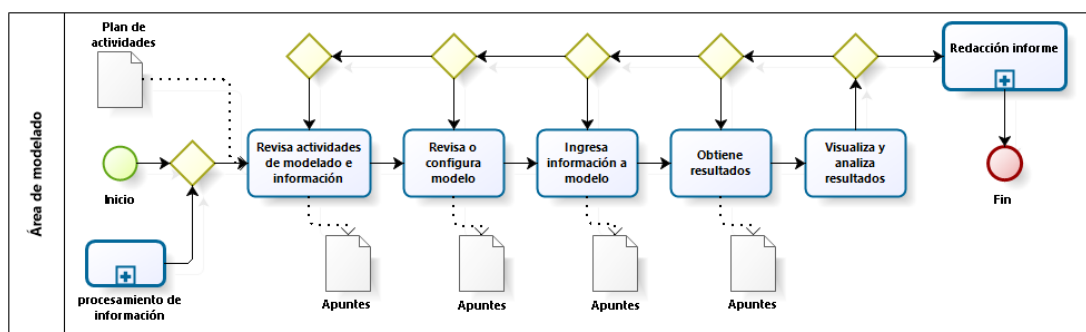 Área de modelado
Plan de
actividades
Inicio
procesamiento de
información
Revisa actividades
de modelado e
información
Revisa o
configura
modelo
Ingresa
información a
modelo
Obtiene
resultados
Visualiza y
analiza
resultados
Redacción informe
Fin
Apuntes
Apuntes
Apuntes
Apuntes